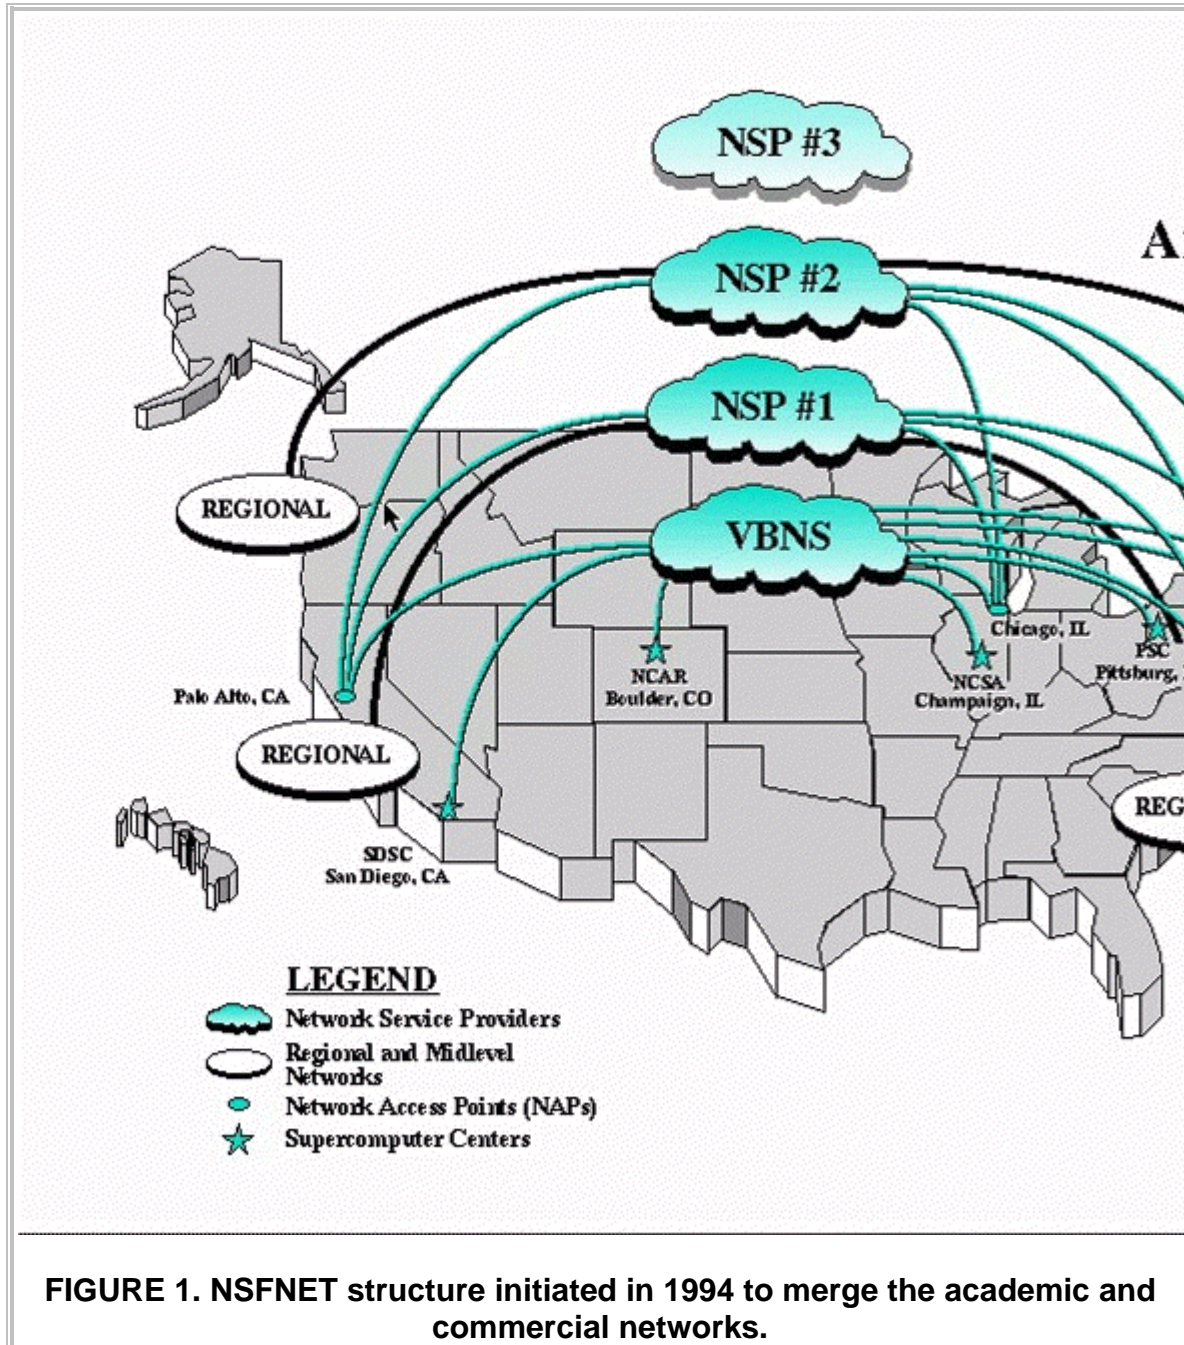 NSP #3
A
NSP #2
NSP #1
REGIONAL
VBNS
Chicago, IL
PSC
Pittsburg,
NCAR
Boulder, CO
NCSA
Champaign, IL
Palo Alto, CA
REGIONAL
REG
SDSC
San Diego, CA
LEGEND
Network Service Providers
Regional and Midlevel
Networks
Network Access Points (NAPs)
Supercomputer Centers
FIGURE 1. NSFNET structure initiated in 1994 to merge the academic and
commercial networks.